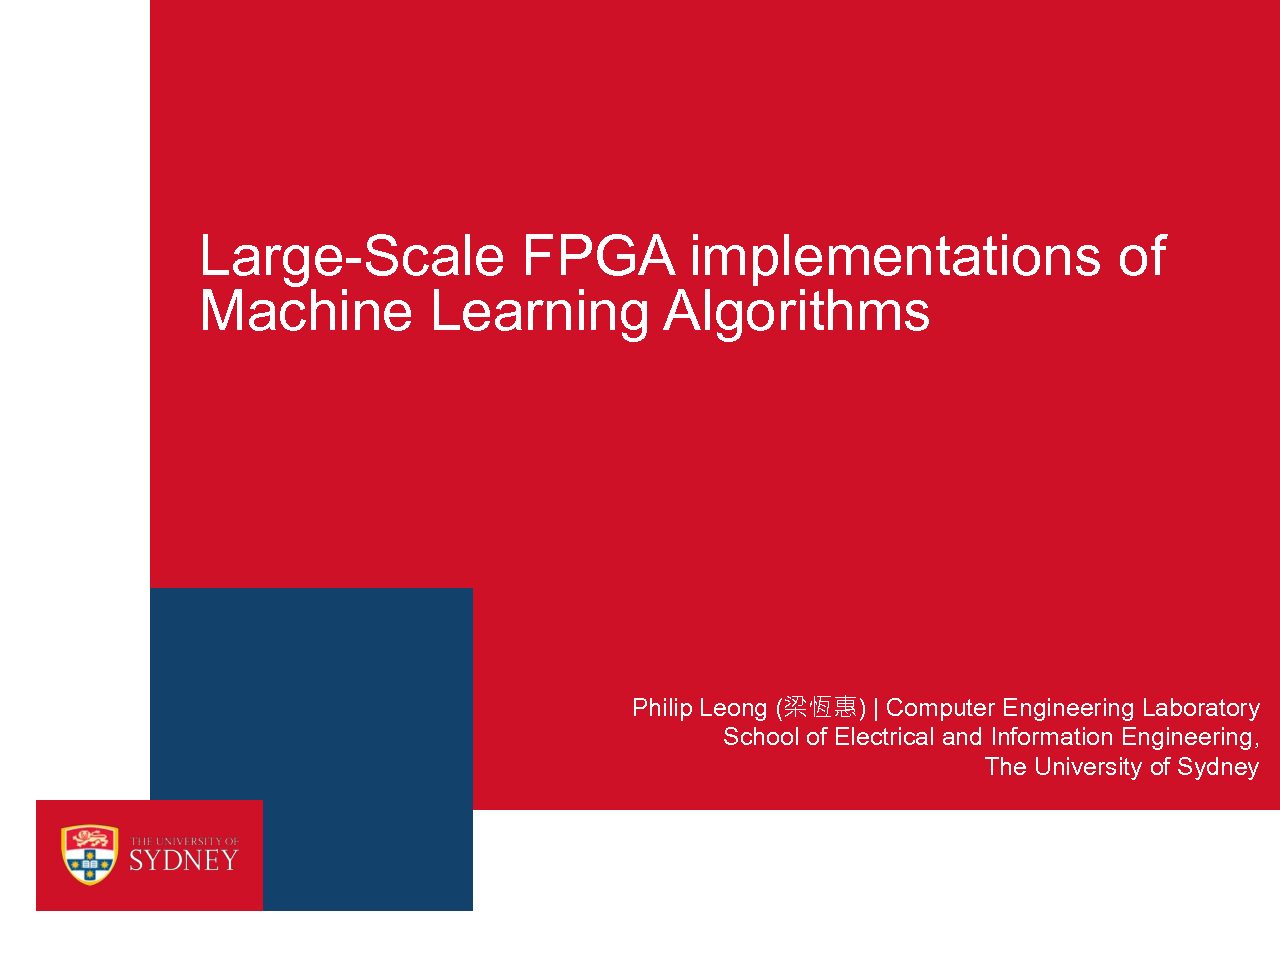 Large-Scale FPGA implementations of
Machine Learning Algorithms
Philip Leong (梁恆惠) | Computer Engineering Laboratory
School of Electrical and Information Engineering,
The University of Sydney
THE UNIVERSITY OF
SYDNEY